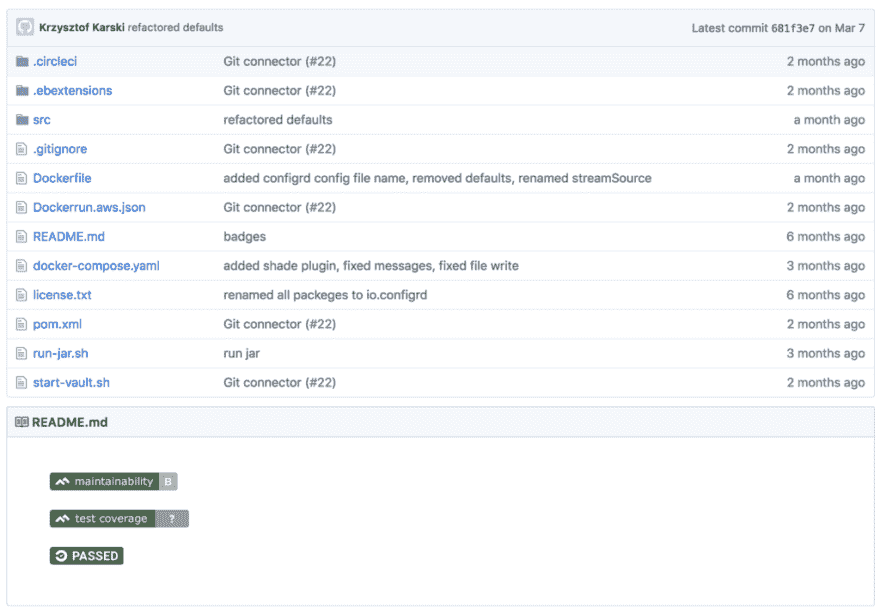 Krzysztof Karski refactored defaults Latest commit 681f3e7 on Mar 7
.circleci Git connector (#22) 2 months ago
.ebextensions Git connector (#22) 2 months ago
src refactored defaults a month ago
.gitignore Git connector (#22) 2 months ago
Dockerfile added configrd config file name, removed defaults, renamed streamSource a month ago
Dockerrun.aws.json Git connector (#22) 2 months ago
README.md badges 6 months ago
docker-compose.yaml added shade plugin, fixed messages, fixed file write 3 months ago
license.txt renamed all packeges to io.configrd 6 months ago
pom.xml Git connector (#22) 2 months ago
run-jar.sh run jar 3 months ago
start-vault.sh Git connector (#22) 2 months ago
README.md
maintainability B
test coverage ?
PASSED